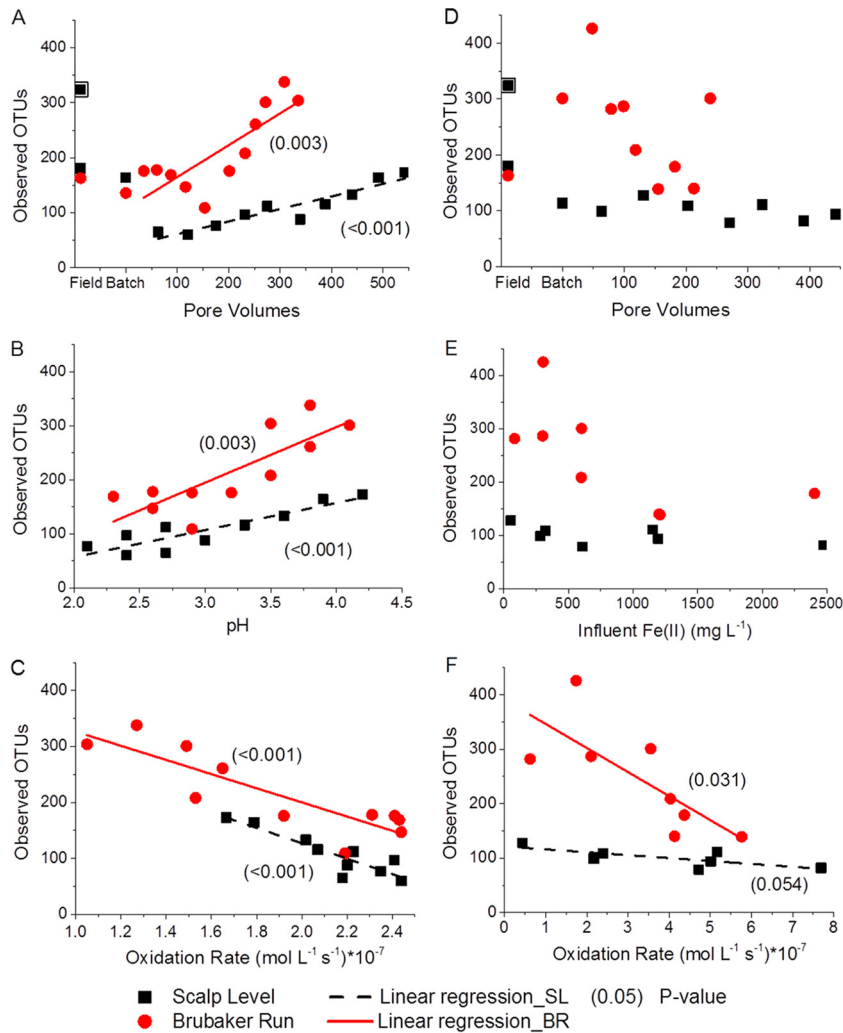 A
Observed OTUs
400
300
200
100
0
Field Batch 100 200 300 400 500
Pore Volumes
(0.003)
(<0.001)
D
Observed OTUs
400
300
200
100
0
Field Batch 100 200 300 400
Pore Volumes
B
Observed OTUs
400
300
200
100
0
2.0 2.5 3.0 3.5 4.0 4.5
pH
(0.003)
(<0.001)
E
Observed OTUs
400
300
200
100
0
0 500 1000 1500 2000 2500
Influent Fe(II) (mg L⁻¹)
C
Observed OTUs
400
300
200
100
0
1.0 1.2 1.4 1.6 1.8 2.0 2.2 2.4
Oxidation Rate (mol L⁻¹ s⁻¹)*10⁻⁷
(<0.001)
(<0.001)
F
Observed OTUs
400
300
200
100
0
0 1 2 3 4 5 6 7 8
Oxidation Rate (mol L⁻¹ s⁻¹)*10⁻⁷
(0.031)
(0.054)
Scalp Level Linear regression_SL (0.05) P-value
Brubaker Run Linear regression_BR